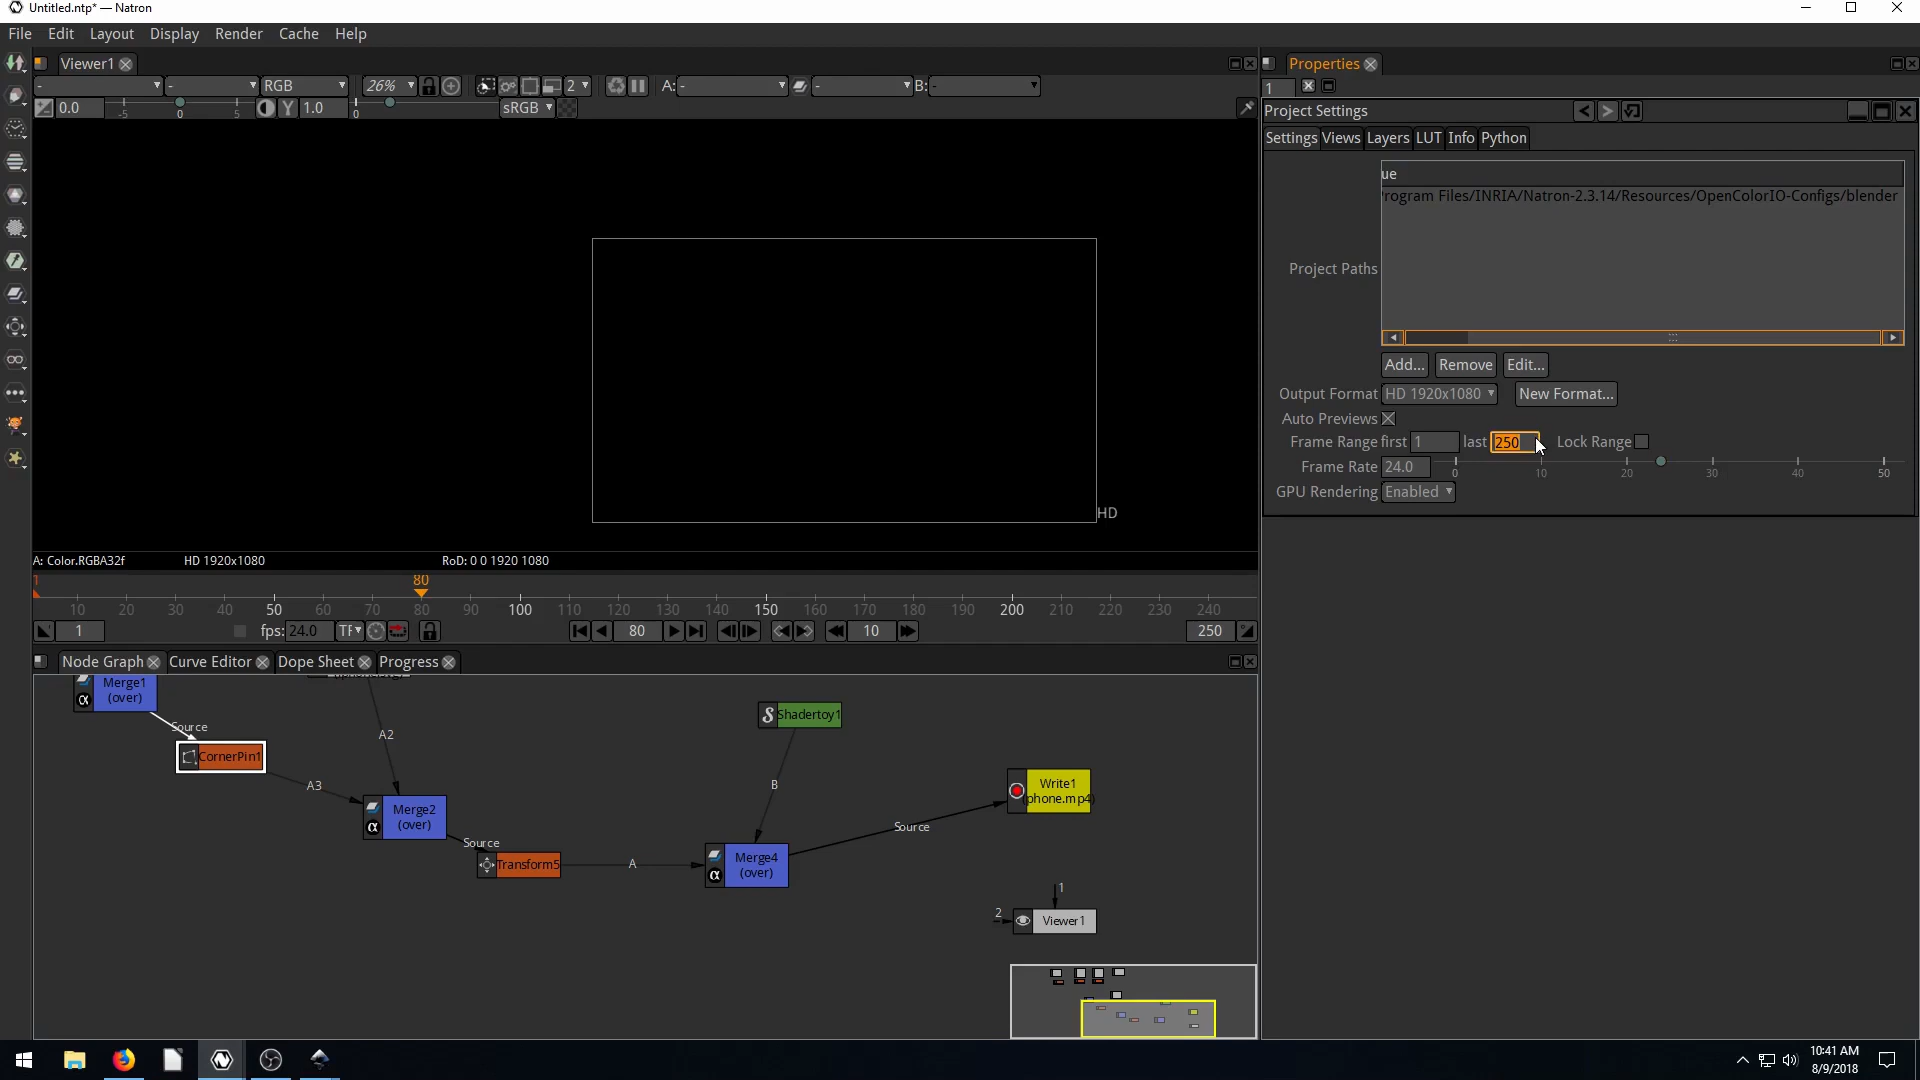 Untitled.ntp* — Natron
File Edit Layout Display Render Cache Help
Viewer1
Properties
- - RGB 26% 2 A: - - B: -
1
0.0 -5 0 5 Y 1.0 0 sRGB
Project Settings
Settings Views Layers LUT Info Python
ue
rogram Files/INRIA/Natron-2.3.14/Resources/OpenColorIO-Configs/blender
Project Paths
Add... Remove Edit...
Output Format HD 1920x1080 New Format...
Auto Previews
Frame Range first 1 last 250 Lock Range
Frame Rate 24.0 0 10 20 30 40 50
GPU Rendering Enabled
HD
A: Color.RGBA32f HD 1920x1080 RoD: 0 0 1920 1080
1 80
10 20 30 40 50 60 70 80 90 100 110 120 130 140 150 160 170 180 190 200 210 220 230 240
1 fps: 24.0 TF 80 10 250
Node Graph Curve Editor Dope Sheet Progress
Merge1
(over)
Source
CornerPin1
A2
A3
Merge2
(over)
Source
Transform5
A
Shadertoy1
B
Merge4
(over)
Source
Write1
(phone.mp4)
1
2
Viewer1
10:41 AM
8/9/2018